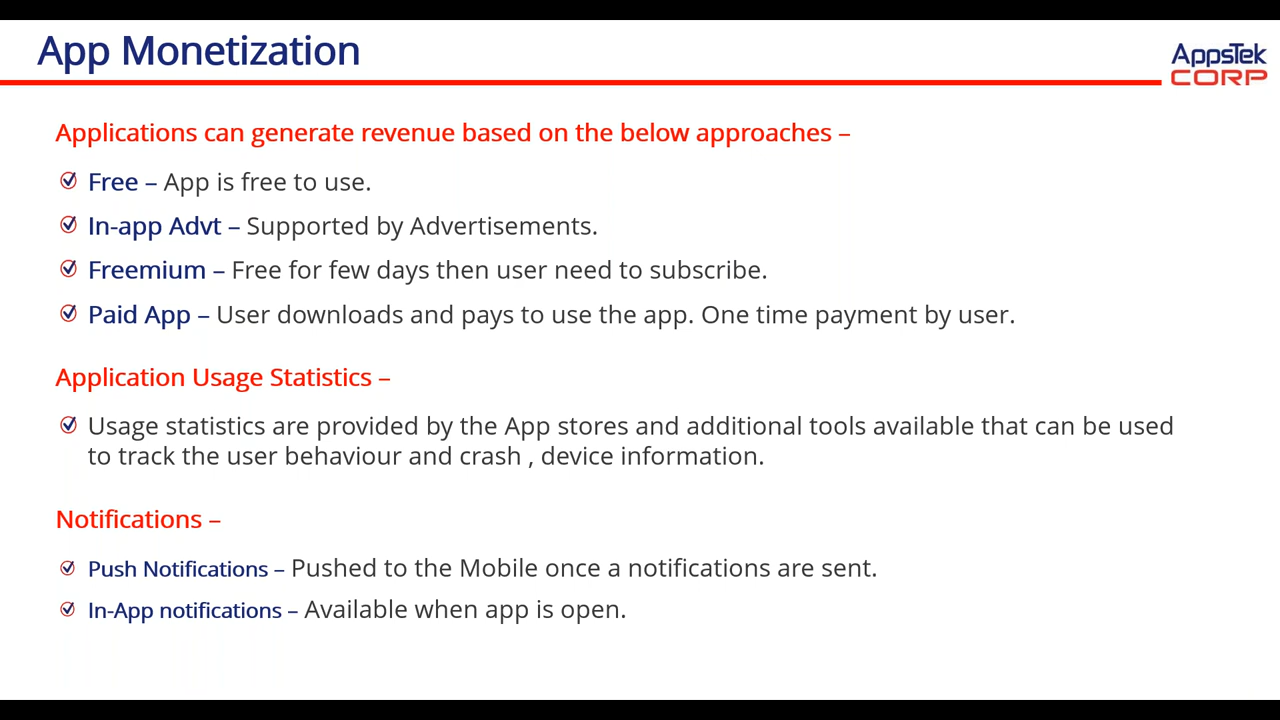 App Monetization
AppsTek
CORP
Applications can generate revenue based on the below approaches –
Free – App is free to use.
In-app Advt – Supported by Advertisements.
Freemium – Free for few days then user need to subscribe.
Paid App – User downloads and pays to use the app. One time payment by user.
Application Usage Statistics –
Usage statistics are provided by the App stores and additional tools available that can be used
to track the user behaviour and crash , device information.
Notifications –
Push Notifications – Pushed to the Mobile once a notifications are sent.
In-App notifications – Available when app is open.